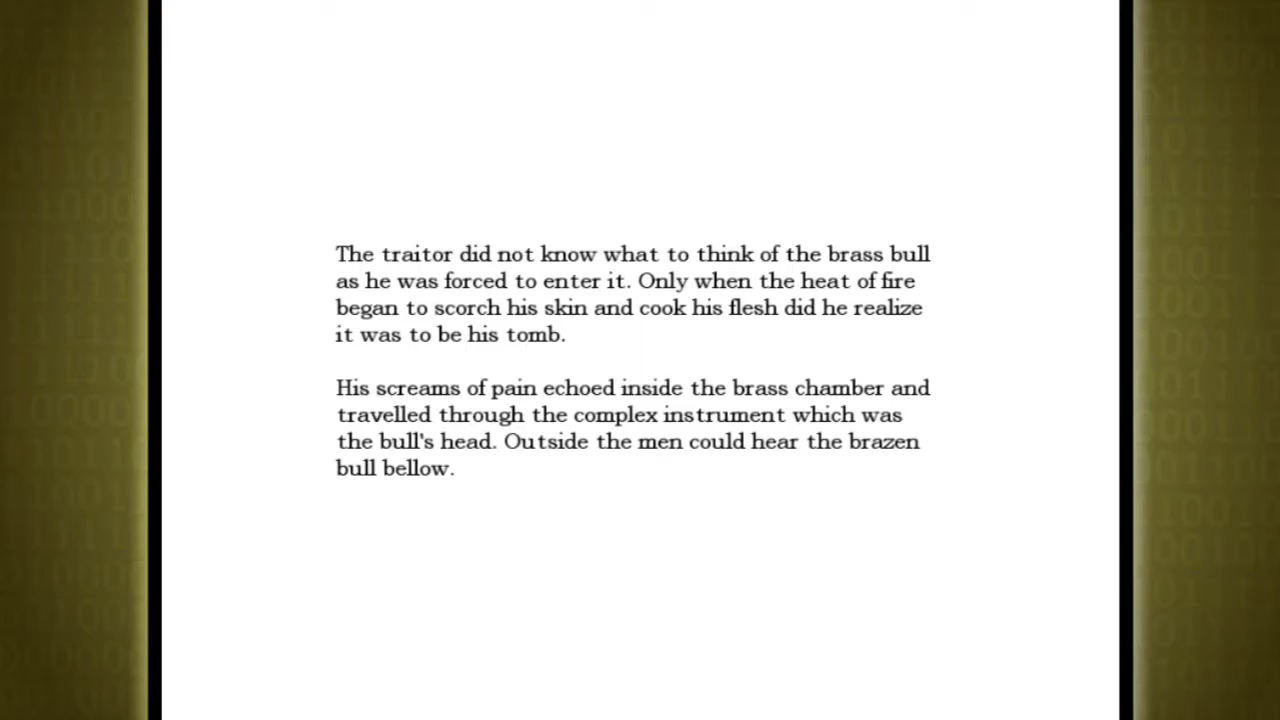 The traitor did not know what to think of the brass bull
as he was forced to enter it. Only when the heat of fire
began to scorch his skin and cook his flesh did he realize
it was to be his tomb.
His screams of pain echoed inside the brass chamber and
travelled through the complex instrument which was
the bull's head. Outside the men could hear the brazen
bull bellow.